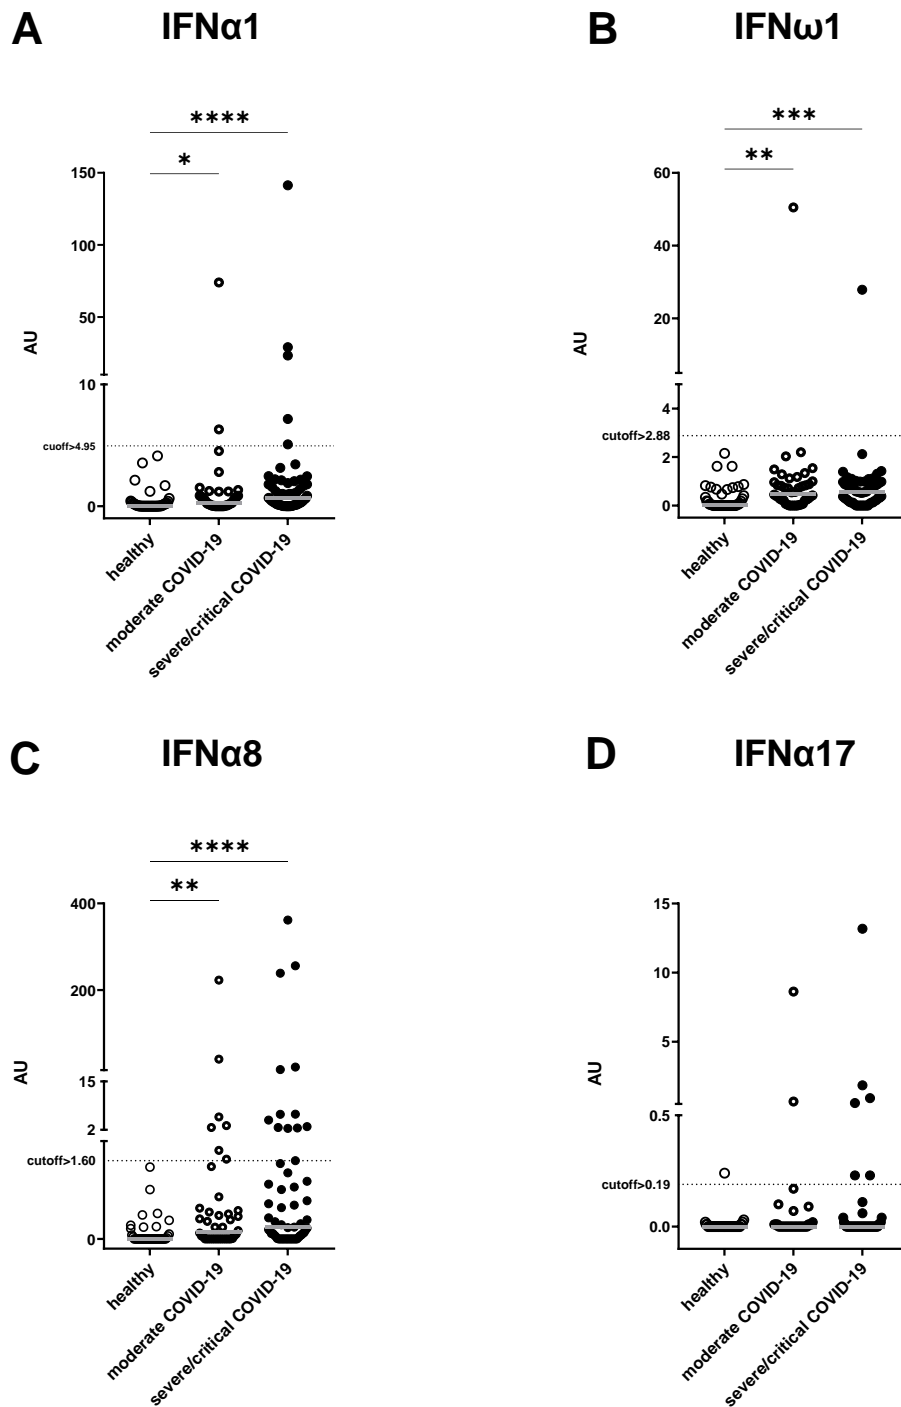 A
IFNα1
****
*
150
100
50
10
0
AU
cuoff>4.95
healthy
moderate COVID-19
severe/critical COVID-19
B
IFNω1
***
**
60
40
20
4
2
0
AU
cutoff>2.88
healthy
moderate COVID-19
severe/critical COVID-19
C
IFNα8
****
**
400
200
15
2
0
AU
cutoff>1.60
healthy
moderate COVID-19
severe/critical COVID-19
D
IFNα17
15
10
5
0.5
0.0
AU
cutoff>0.19
healthy
moderate COVID-19
severe/critical COVID-19